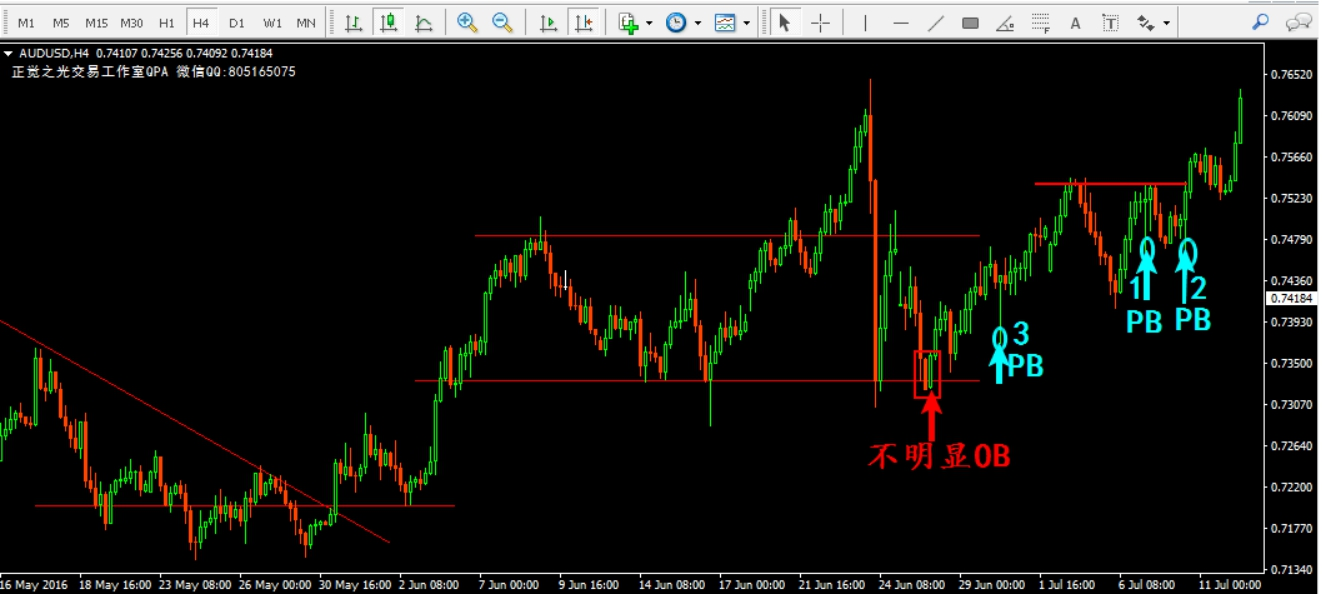 M1 M5 M15 M30 H1 H4 D1 W1 MN
AUDUSD,H4 0.74107 0.74256 0.74092 0.74184
正觉之光交易工作室QPA 微信QQ:805165075
0.76520
0.76090
0.75660
0.75230
0.74790
0.74360
0.74184
0.73930
0.73500
0.73070
0.72640
0.72200
0.71770
0.71340
1
PB
2
PB
3
PB
不明显OB
16 May 2016 18 May 16:00 23 May 08:00 26 May 00:00 30 May 16:00 2 Jun 08:00 7 Jun 00:00 9 Jun 16:00 14 Jun 08:00 17 Jun 00:00 21 Jun 16:00 24 Jun 08:00 29 Jun 00:00 1 Jul 16:00 6 Jul 08:00 11 Jul 00:00